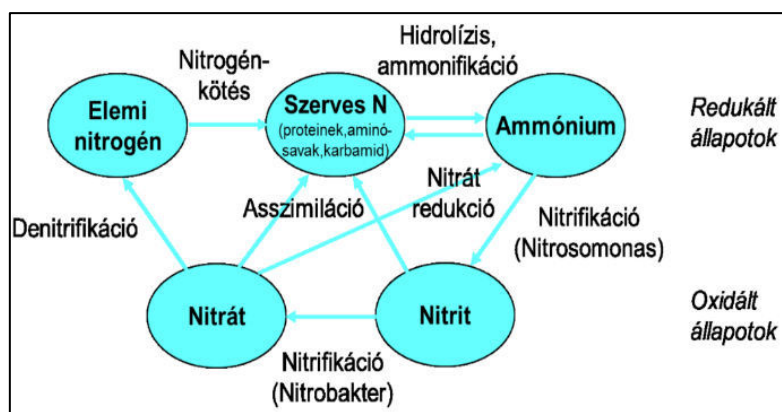 Nitrogén-
kötés
Hidrolízis,
ammonifikáció
Elemi
nitrogén
Szerves N
(proteinek,aminó-
savak,karbamid)
Ammónium
Redukált
állapotok
Denitrifikáció
Asszimiláció
Nitrát
redukció
Nitrifikáció
(Nitrosomonas)
Nitrát
Nitrit
Oxidált
állapotok
Nitrifikáció
(Nitrobakter)